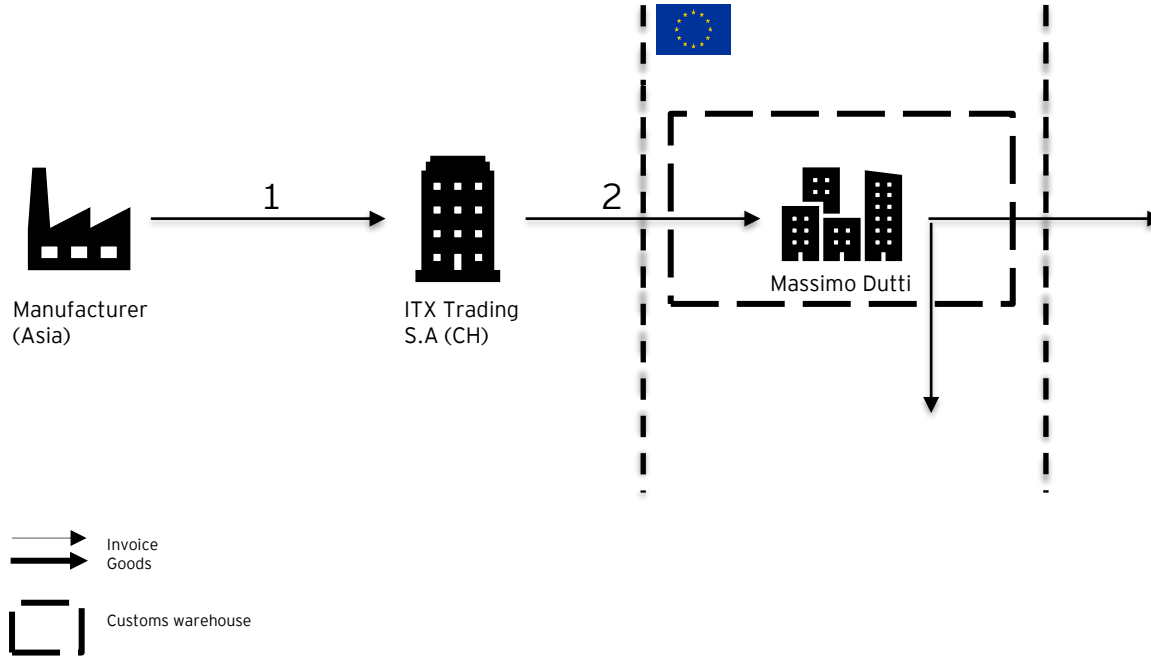 1
2
Manufacturer
(Asia)
ITX Trading
S.A (CH)
Massimo Dutti
Invoice
Goods
Customs warehouse